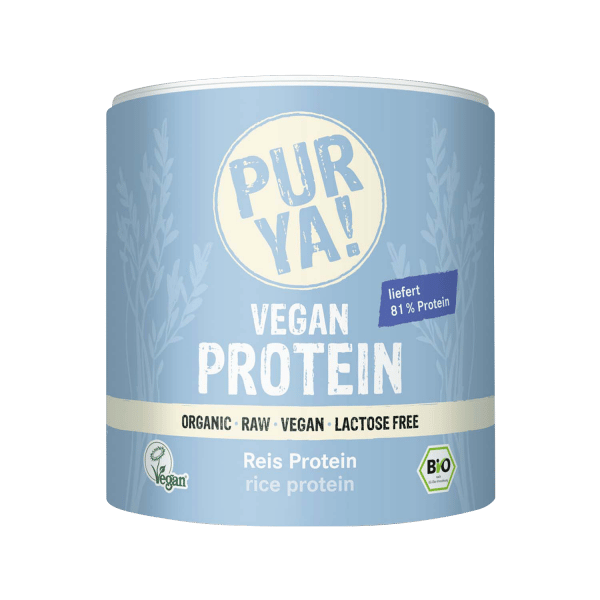 PUR
YA!
liefert
81 % Protein
VEGAN
PROTEIN
ORGANIC · RAW · VEGAN · LACTOSE FREE
Reis Protein
rice protein
Vegan
BiO